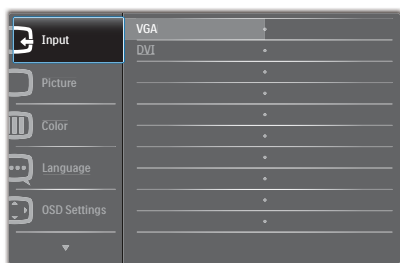 Input
Picture
Color
Language
OSD Settings
VGA
DVI